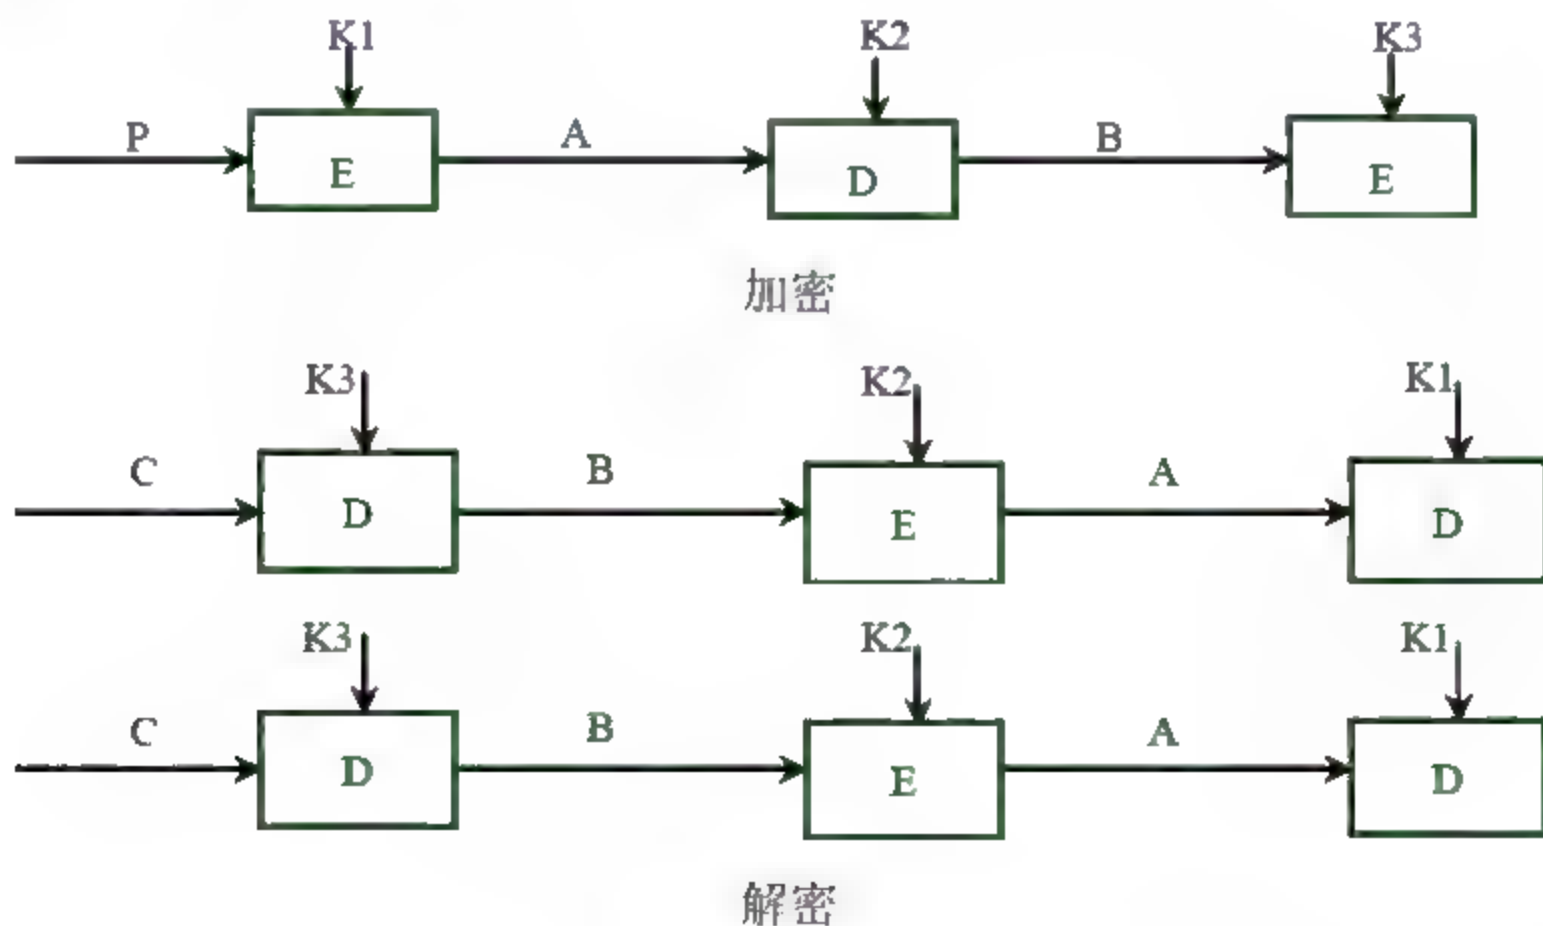 K1 K2 K3
P A B
E D E
加密
K3 K2 K1
C B A
D E D
K3 K2 K1
C B A
D E D
解密